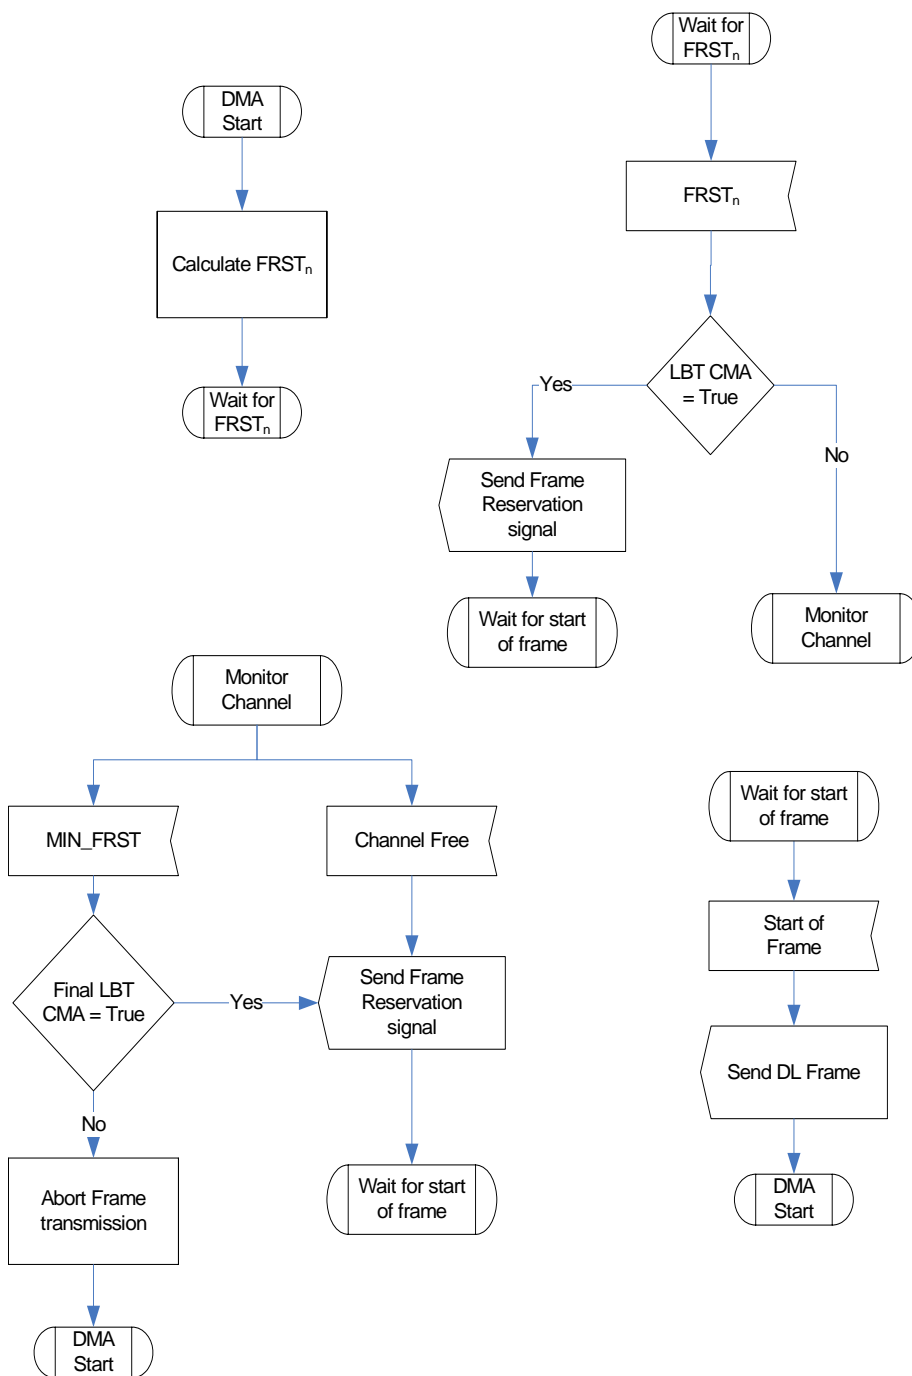 DMA
Start
Calculate FRSTₙ
Wait for
FRSTₙ
Wait for
FRSTₙ
FRSTₙ
LBT CMA
= True
Yes
No
Send Frame
Reservation
signal
Wait for start
of frame
Monitor
Channel
Monitor
Channel
MIN_FRST
Channel Free
Final LBT
CMA = True
Yes
Send Frame
Reservation
signal
No
Abort Frame
transmission
Wait for start
of frame
DMA
Start
Wait for start
of frame
Start of
Frame
Send DL Frame
DMA
Start